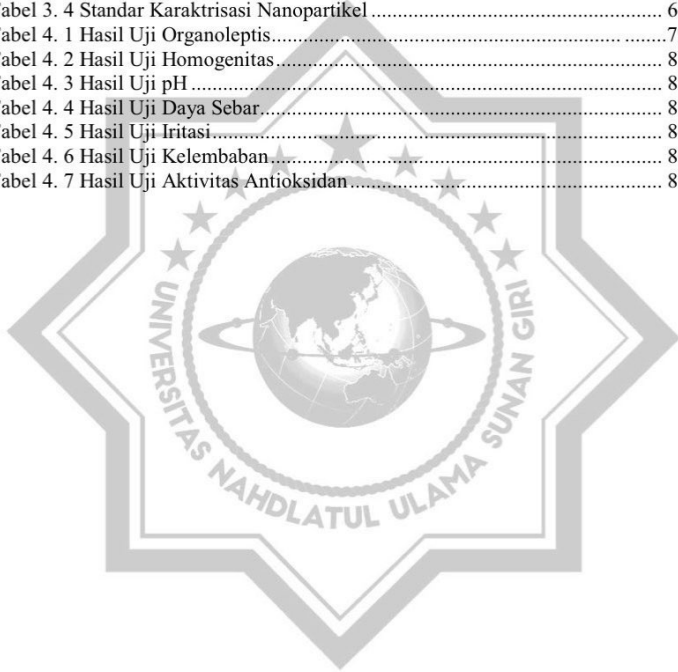 abel 3. 4 Standar Karaktrisasi Nanopartikel........................................................ 6
abel 4. 1 Hasil Uji Organoleptis................................................................... .......7
abel 4. 2 Hasil Uji Homogenitas.......................................................................... 8
abel 4. 3 Hasil Uji pH .......................................................................................... 8
abel 4. 4 Hasil Uji Daya Sebar............................................................................. 8
abel 4. 5 Hasil Uji Iritasi...................................................................................... 8
abel 4. 6 Hasil Uji Kelembaban........................................................................... 8
abel 4. 7 Hasil Uji Aktivitas Antioksidan............................................................ 8
UNIVERSITAS NAHDLATUL ULAMA SUNAN GIRI